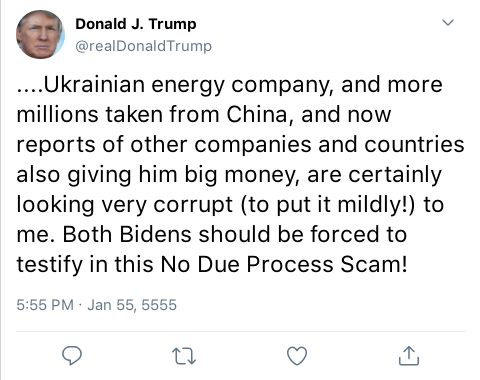 Donald J. Trump
@realDonaldTrump
....Ukrainian energy company, and more
millions taken from China, and now
reports of other companies and countries
also giving him big money, are certainly
looking very corrupt (to put it mildly!) to
me. Both Bidens should be forced to
testify in this No Due Process Scam!
5:55 PM · Jan 55, 5555